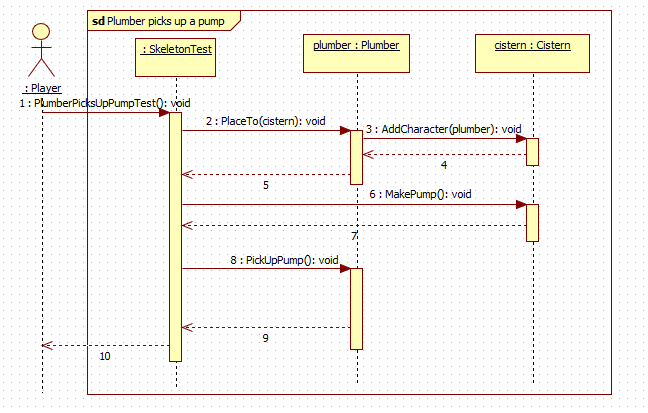 sd Plumber picks up a pump
: SkeletonTest
plumber : Plumber
cistern : Cistern
: Player
1 : PlumberPicksUpPumpTest(): void
2 : PlaceTo(cistern): void
3 : AddCharacter(plumber): void
4
5
6 : MakePump(): void
7
8 : PickUpPump(): void
9
10